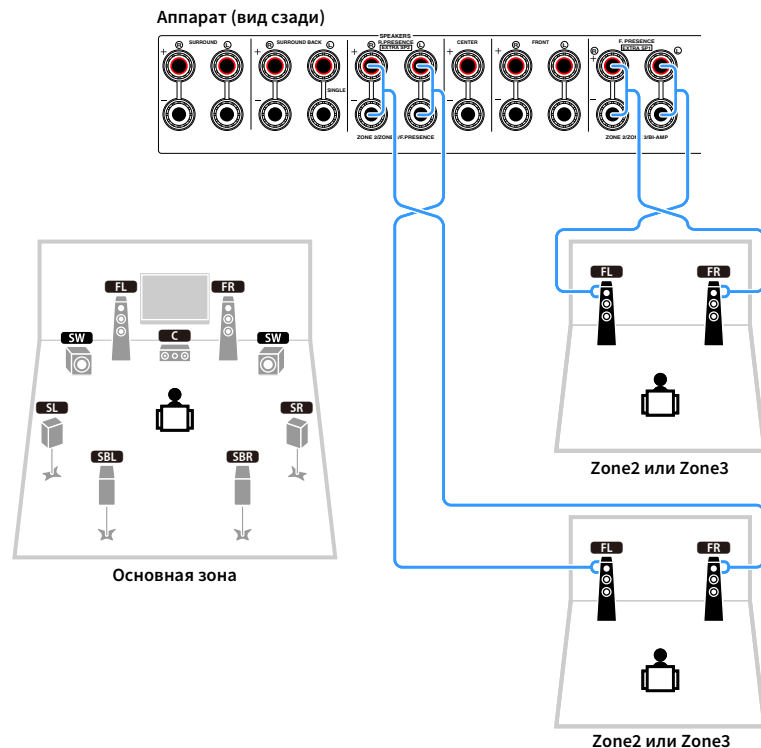 Аппарат (вид сзади)
SPEAKERS
R SURROUND L
R SURROUND BACK L
R R.PRESENCE L
EXTRA SP2
CENTER
R FRONT L
F. PRESENCE
R EXTRA SP1 L
+ + + + + +
SINGLE
− − − − − −
ZONE 2/ZONE /F.PRESENCE
ZONE 2/ZON 3/BI-AMP
FL FR
SW C SW
SL SR
SBL SBR
Основная зона
FL FR
Zone2 или Zone3
FL FR
Zone2 или Zone3